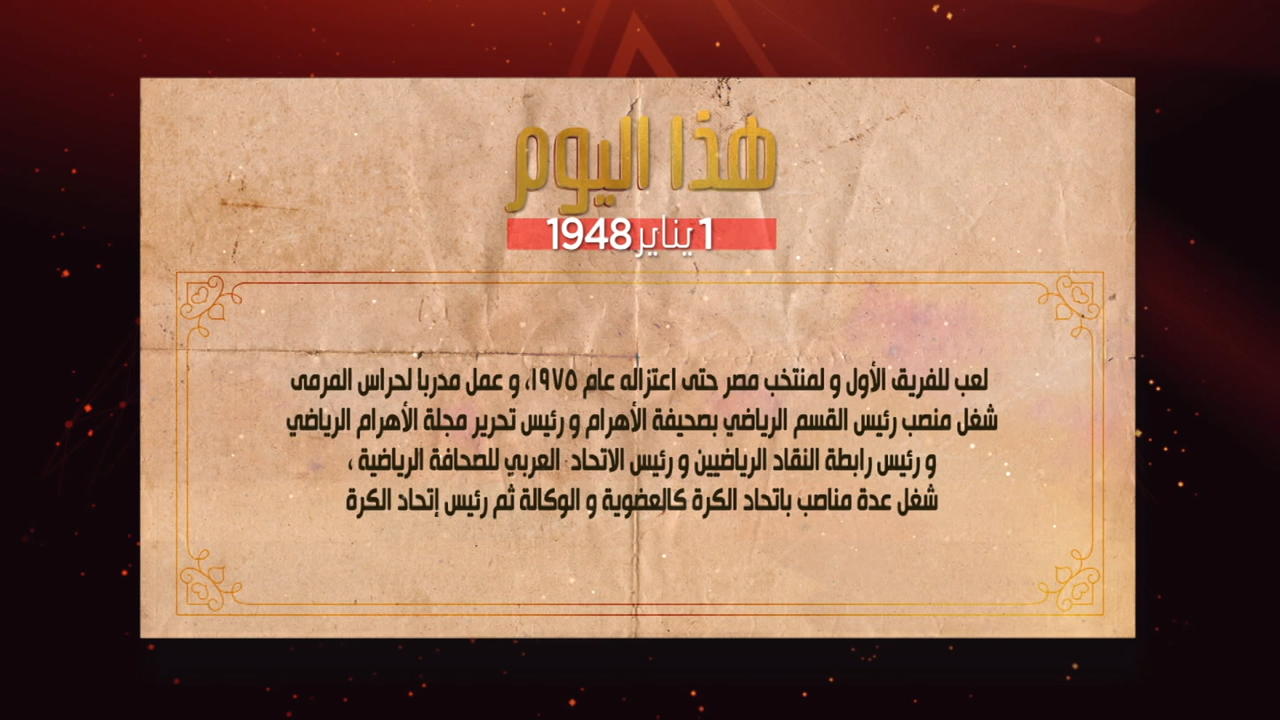 هذا اليوم
1 يناير 1948
لعب للفريق الأول و لمنتخب مصر حتى اعتزاله عام ١٩٧٥، و عمل مدربا لحراس المرمى
شغل منصب رئيس القسم الرياضي بصحيفة الأهرام و رئيس تحرير مجلة الأهرام الرياضي
و رئيس رابطة النقاد الرياضيين و رئيس الاتحاد العربي للصحافة الرياضية ،
شغل عدة مناصب باتحاد الكرة كالعضوية و الوكالة ثم رئيس إتحاد الكرة